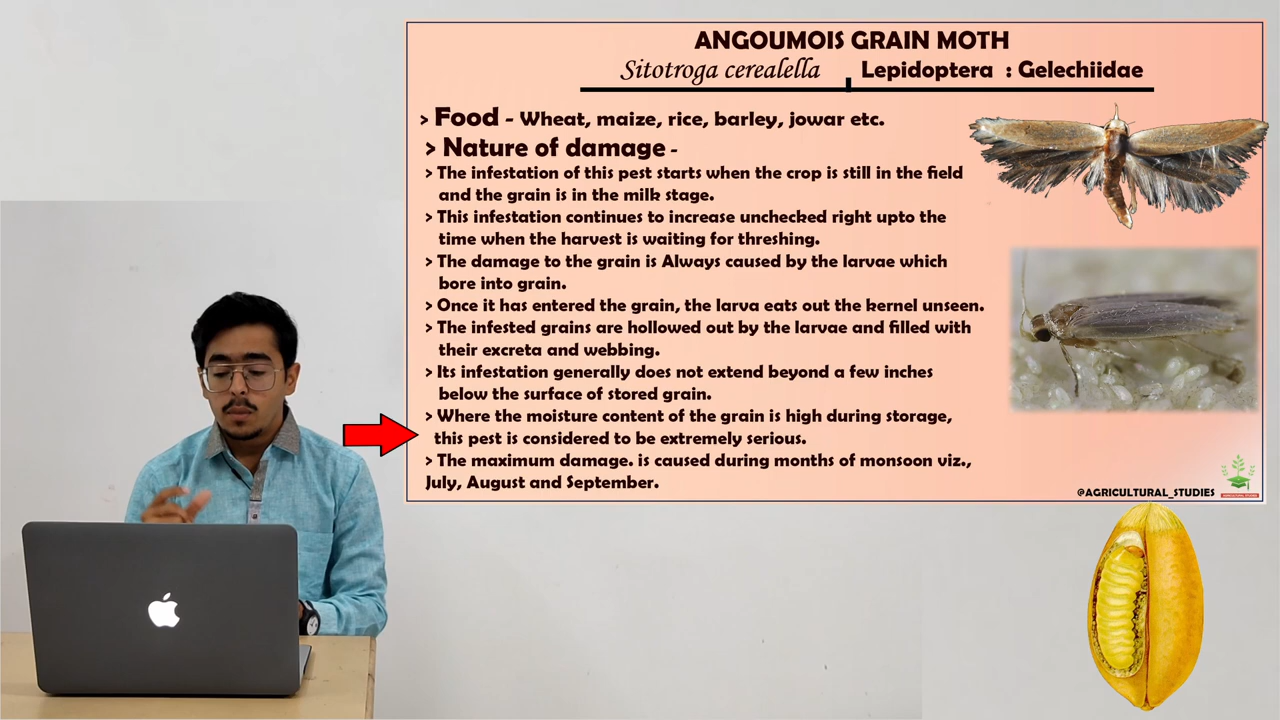 ANGOUMOIS GRAIN MOTH
Sitotroga cerealella Lepidoptera : Gelechiidae
> Food - Wheat, maize, rice, barley, jowar etc.
> Nature of damage -
> The infestation of this pest starts when the crop is still in the field
and the grain is in the milk stage.
> This infestation continues to increase unchecked right upto the
time when the harvest is waiting for threshing.
> The damage to the grain is Always caused by the larvae which
bore into grain.
> Once it has entered the grain, the larva eats out the kernel unseen.
> The infested grains are hollowed out by the larvae and filled with
their excreta and webbing.
> Its infestation generally does not extend beyond a few inches
below the surface of stored grain.
> Where the moisture content of the grain is high during storage,
this pest is considered to be extremely serious.
> The maximum damage. is caused during months of monsoon viz.,
July, August and September.
@AGRICULTURAL_STUDIES
AGRICULTURAL STUDIES